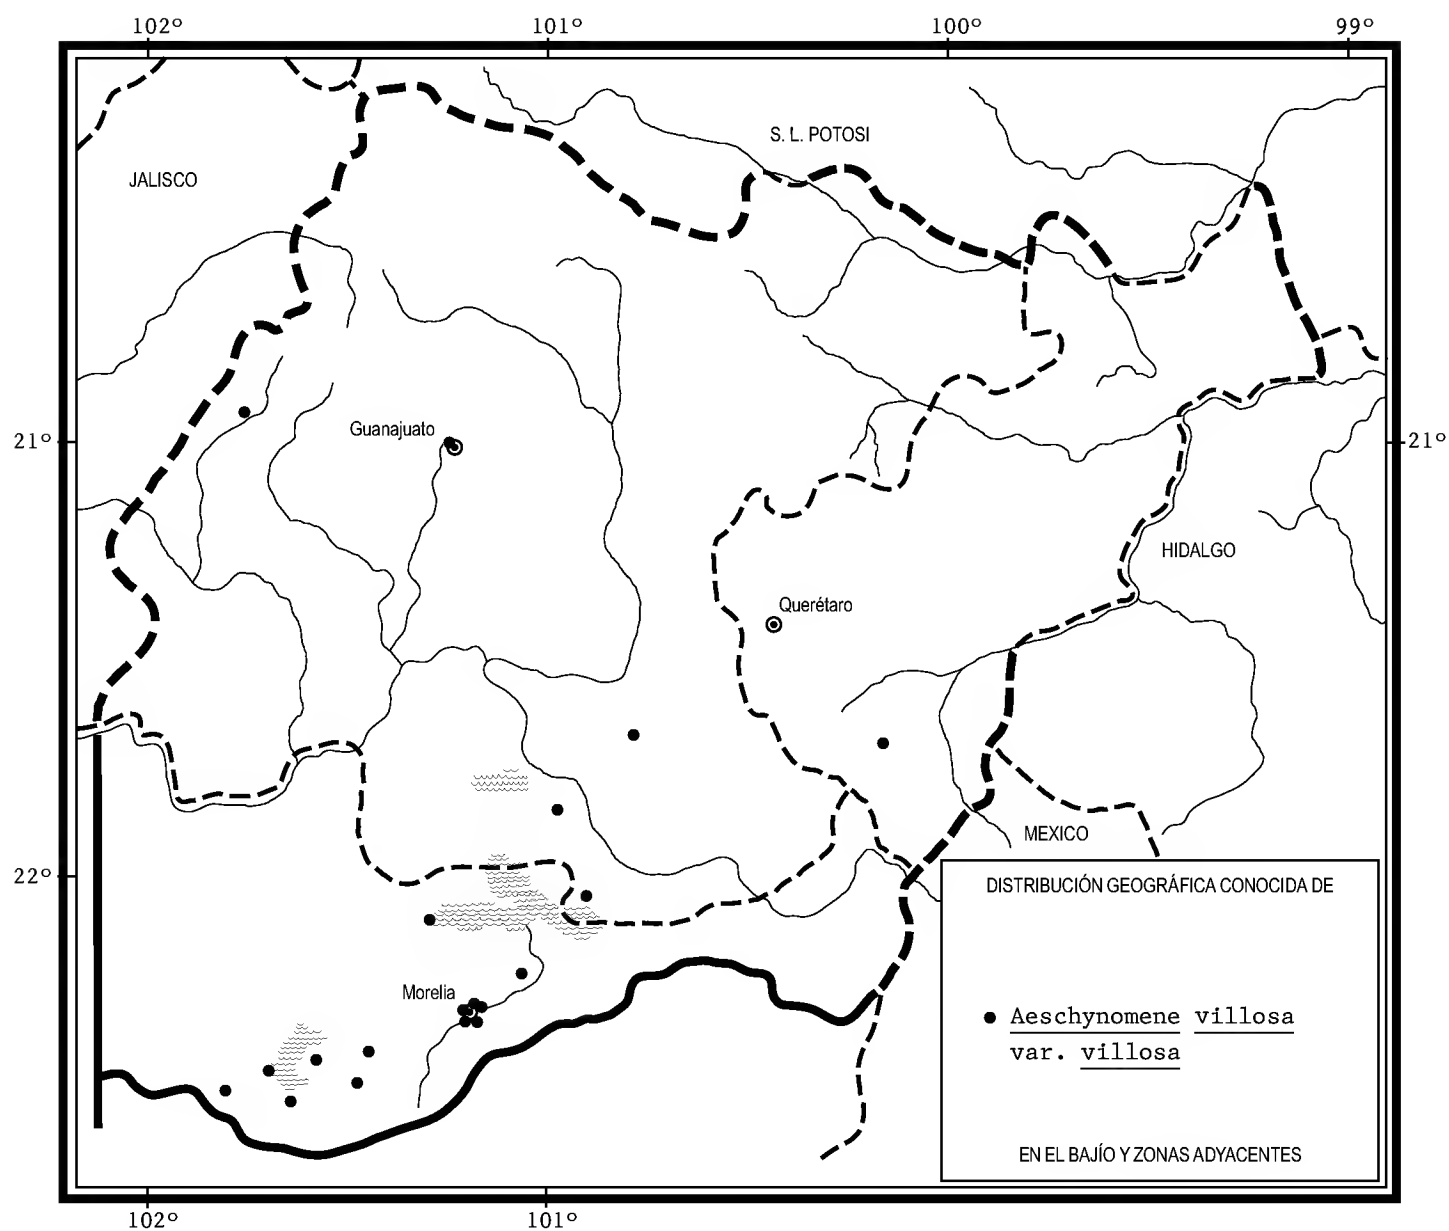 102º 101º 100º 99º
S. L. POTOSI
JALISCO
Guanajuato
21º 21º
HIDALGO
Querétaro
MEXICO
22º
DISTRIBUCIÓN GEOGRÁFICA CONOCIDA DE
Morelia
Aeschynomene villosa
var. villosa
EN EL BAJÍO Y ZONAS ADYACENTES
102º 101º